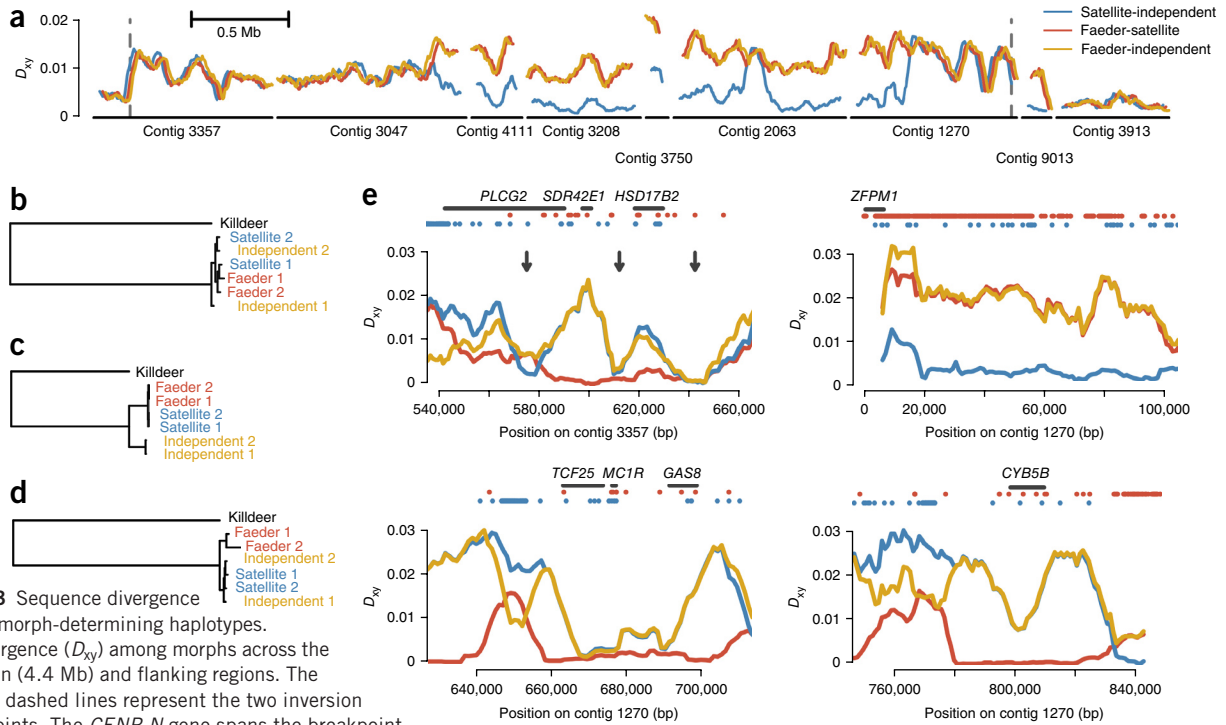 a
0.02
0.01
0
Dxy
0.5 Mb
Satellite-independent
Faeder-satellite
Faeder-independent
Contig 3357
Contig 3047
Contig 4111
Contig 3208
Contig 2063
Contig 1270
Contig 3913
Contig 3750
Contig 9013
b
Killdeer
Satellite 2
Independent 2
Satellite 1
Faeder 1
Faeder 2
Independent 1
c
Killdeer
Faeder 2
Faeder 1
Satellite 2
Satellite 1
Independent 2
Independent 1
d
Killdeer
Faeder 1
Faeder 2
Independent 2
Satellite 1
Satellite 2
Independent 1
3 Sequence divergence
morph-determining haplotypes.
ergence (Dxy) among morphs across the
n (4.4 Mb) and flanking regions. The
dashed lines represent the two inversion
e
PLCG2 SDR42E1 HSD17B2
0.03
0.02
0.01
0
Dxy
540,000 580,000 620,000 660,000
Position on contig 3357 (bp)
ZFPM1
0.03
0.02
0.01
0
Dxy
0 20,000 60,000 100,000
Position on contig 1270 (bp)
TCF25 MC1R GAS8
0.03
0.02
0.01
0
Dxy
640,000 660,000 680,000 700,000
Position on contig 1270 (bp)
CYB5B
0.03
0.02
0.01
0
Dxy
760,000 800,000 840,000
Position on contig 1270 (bp)